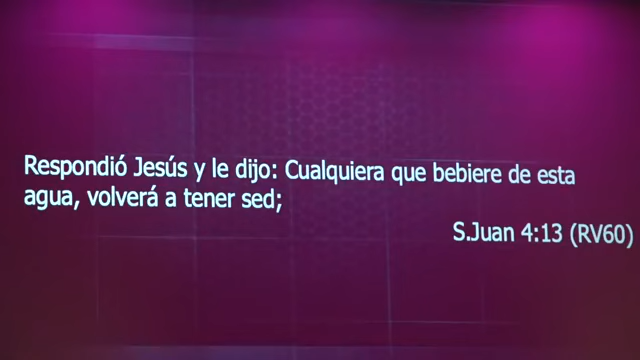 Respondió Jesús y le dijo: Cualquiera que bebiere de esta
agua, volverá a tener sed;
S.Juan 4:13 (RV60)